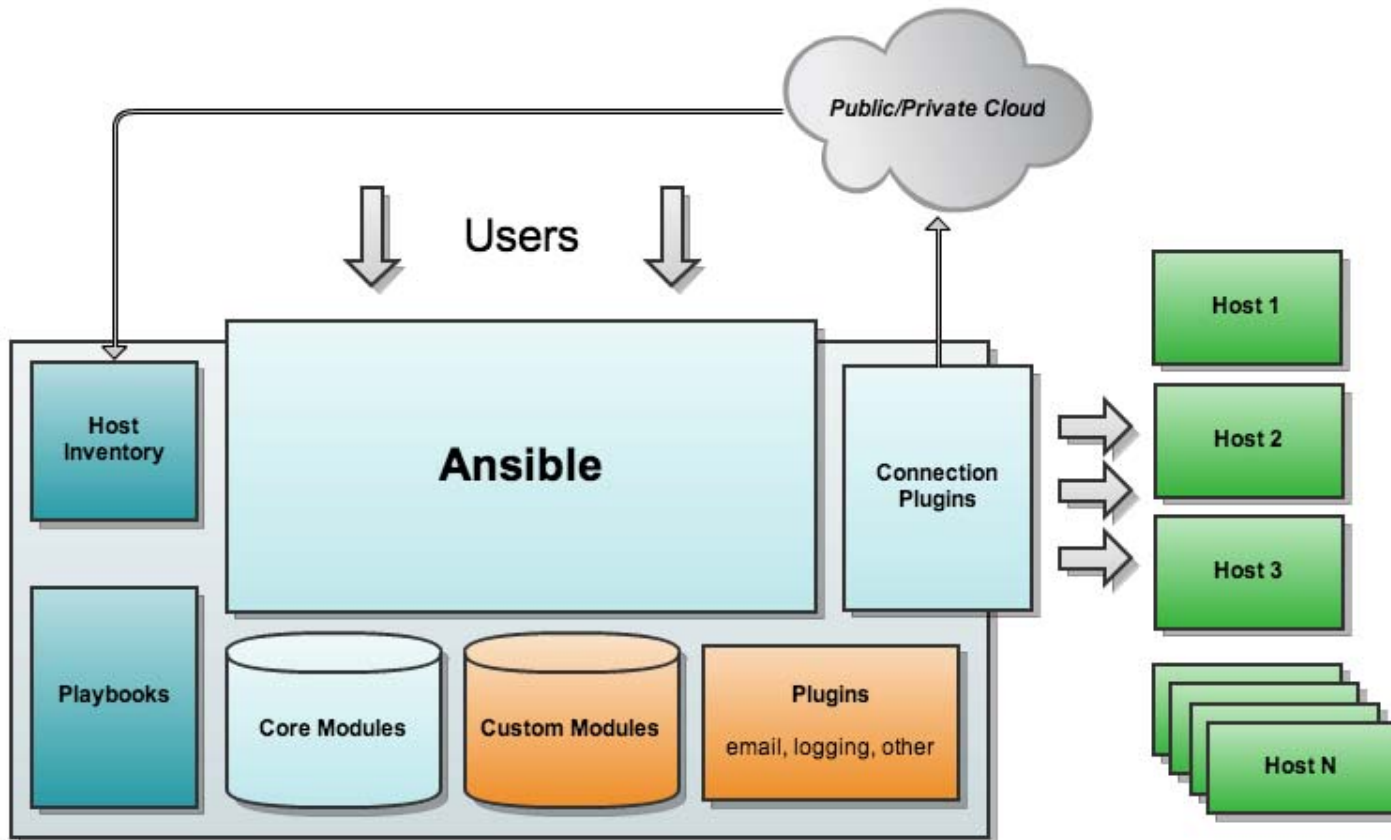 Public/Private Cloud
Users
Host 1
Host
Inventory
Ansible
Connection
Plugins
Host 2
Host 3
Playbooks
Core Modules
Custom Modules
Plugins
email, logging, other
Host N